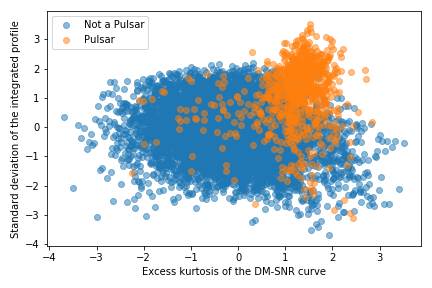 Not a Pulsar
Pulsar
Standard deviation of the integrated profile
3
2
1
0
−1
−2
−3
−4
−4 −3 −2 −1 0 1 2 3
Excess kurtosis of the DM-SNR curve